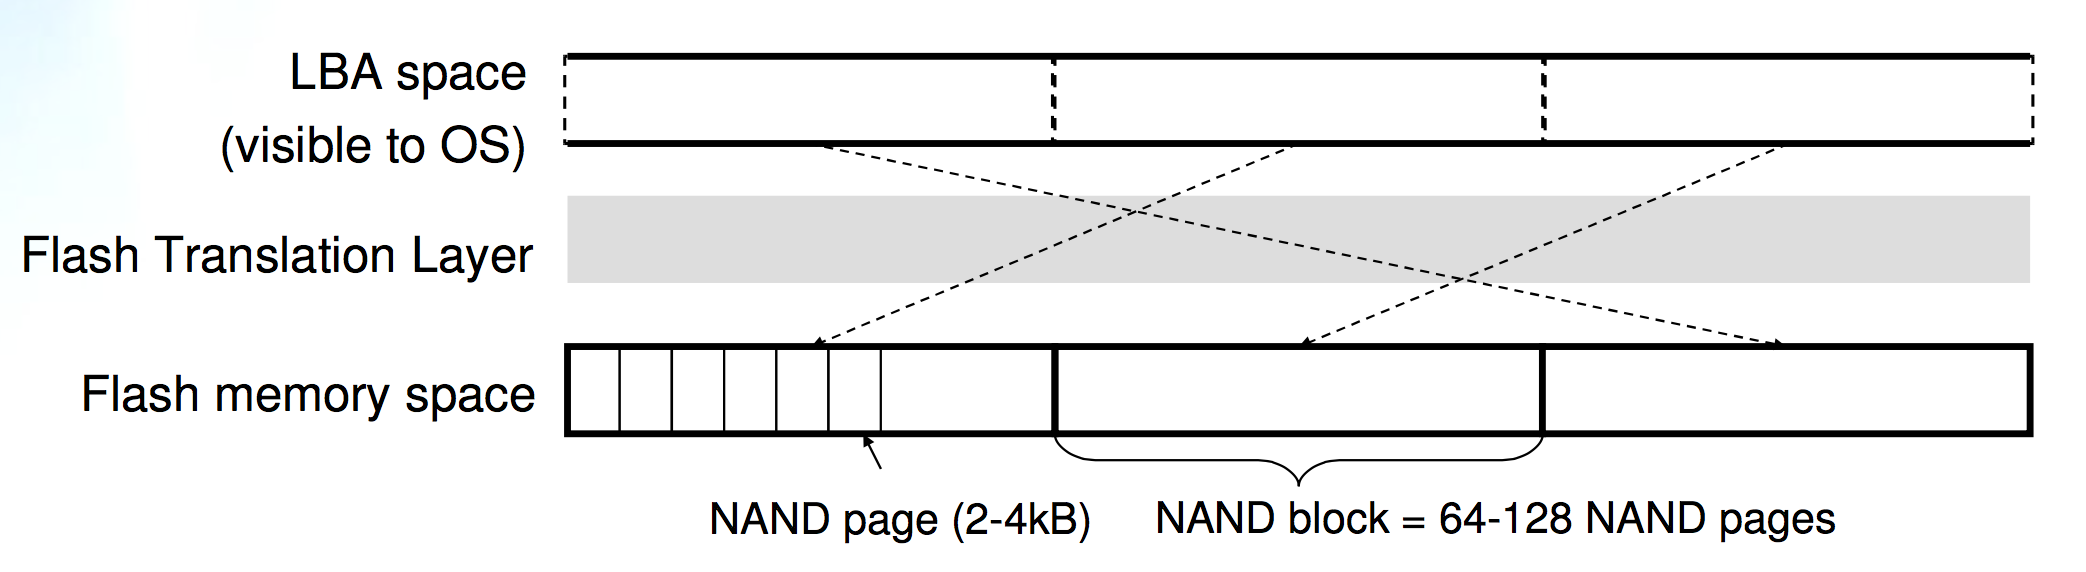 LBA space
(visible to OS)
Flash Translation Layer
Flash memory space
NAND page (2-4kB)
NAND block = 64-128 NAND pages